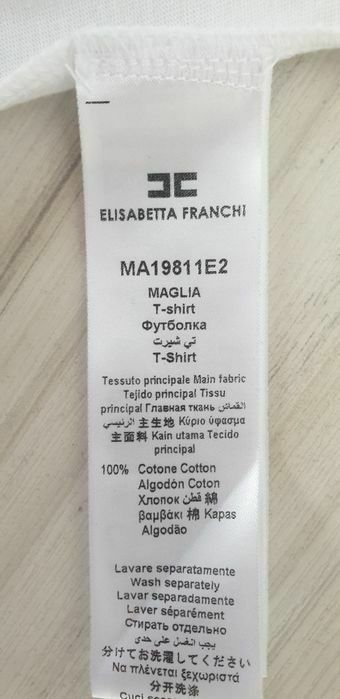 ELISABETTA FRANCHI
MA19811E2
MAGLIA
T-shirt
Футболка
تي شيرت
T-Shirt
Tessuto principale Main fabric
Tejido principal Tissu
principal Главная ткань القماش
الرئيسي 主生地 Κύριο ύφασμα
主面料 Kain utama Tecido
principal
100% Cotone Cotton
Algodón Coton
Хлопок قطن 綿
βαμβάκι 棉 Kapas
Algodão
Lavare separatamente
Wash separately
Lavar separadamente
Laver séparément
Стирать отдельно
يجب الغسل على حدى
分けてお洗濯してください
Να πλένεται ξεχωριστά
分开洗涤